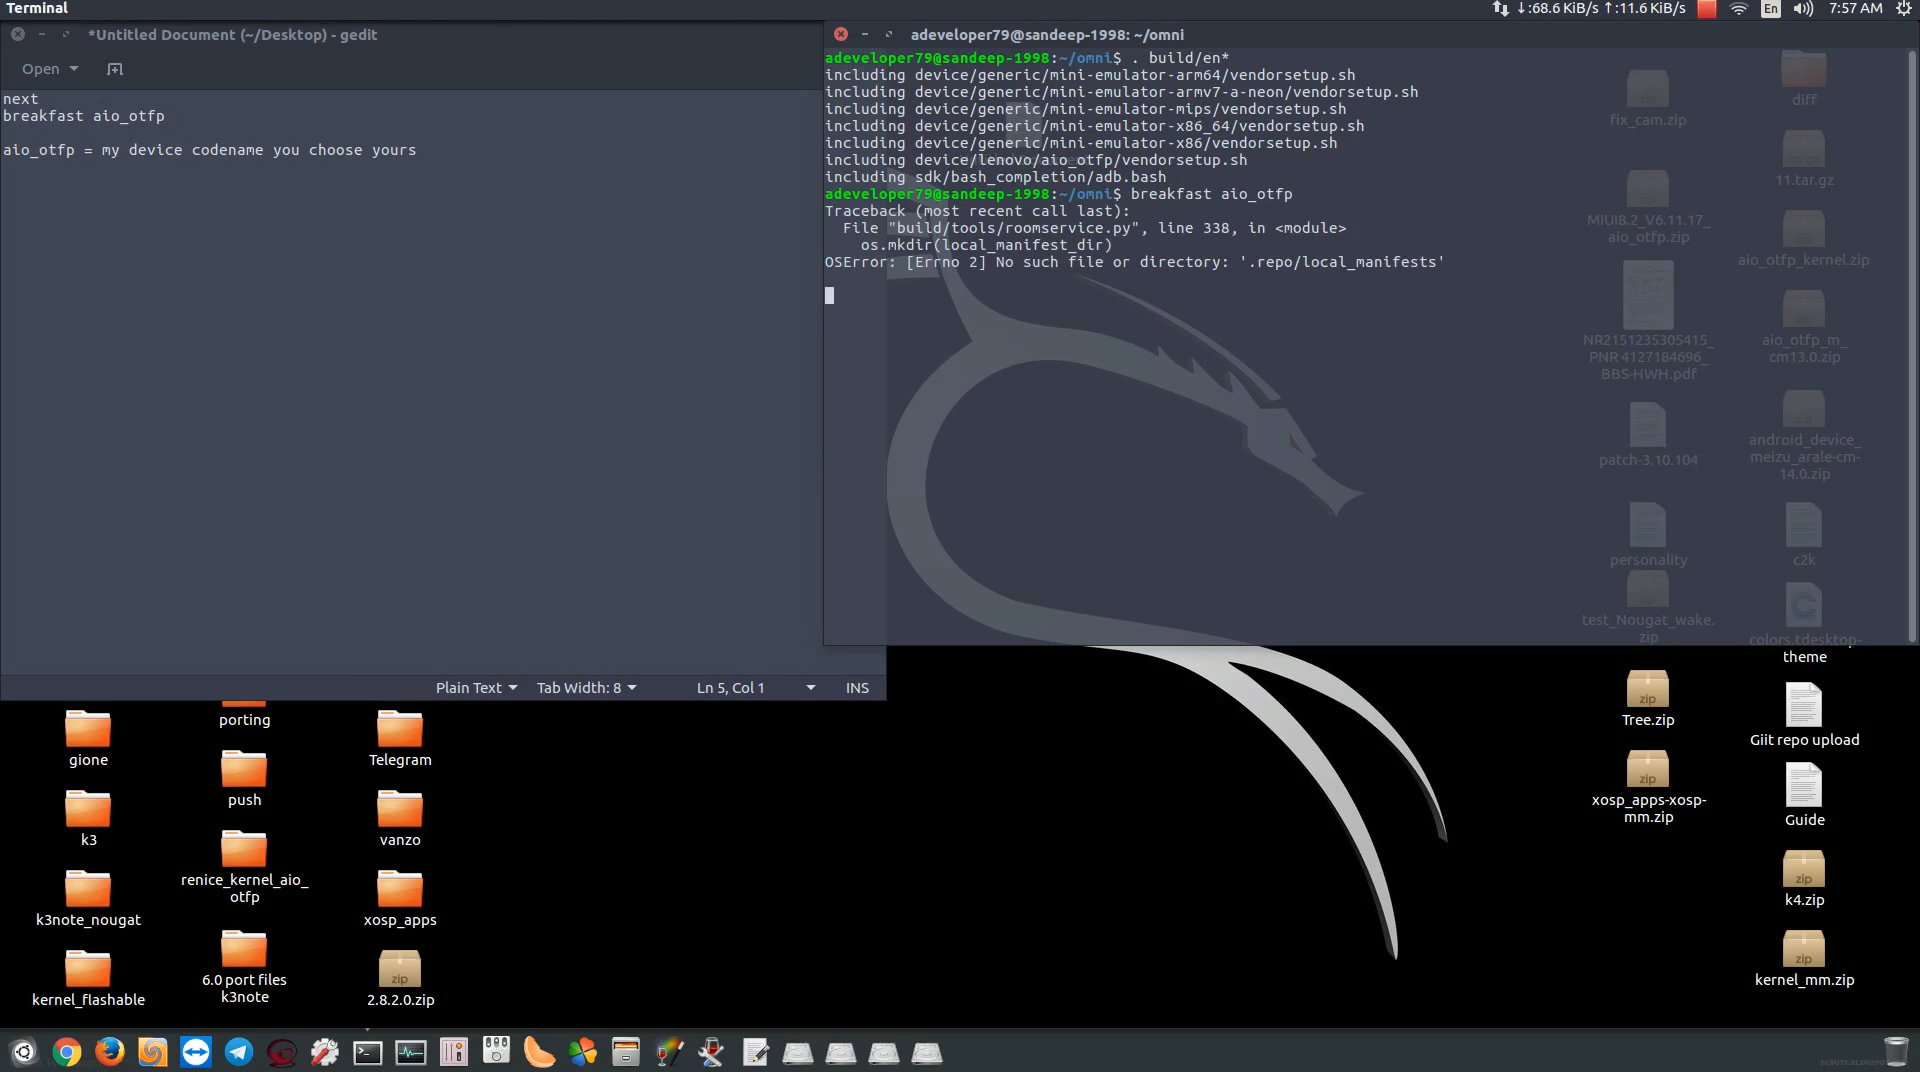 Terminal
↓:68.6 KiB/s ↑:11.6 KiB/s
En
7:57 AM
*Untitled Document (~/Desktop) - gedit
Open
next
breakfast aio_otfp
aio_otfp = my device codename you choose yours
Plain Text
Tab Width: 8
Ln 5, Col 1
INS
adeveloper79@sandeep-1998: ~/omni
adeveloper79@sandeep-1998:~/omni$ . build/en*
including device/generic/mini-emulator-arm64/vendorsetup.sh
including device/generic/mini-emulator-armv7-a-neon/vendorsetup.sh
including device/generic/mini-emulator-mips/vendorsetup.sh
including device/generic/mini-emulator-x86_64/vendorsetup.sh
including device/generic/mini-emulator-x86/vendorsetup.sh
including device/lenovo/aio_otfp/vendorsetup.sh
including sdk/bash_completion/adb.bash
adeveloper79@sandeep-1998:~/omni$ breakfast aio_otfp
Traceback (most recent call last):
File "build/tools/roomservice.py", line 338, in <module>
os.mkdir(local_manifest_dir)
OSError: [Errno 2] No such file or directory: '.repo/local_manifests'
fix_cam.zip
diff
11.tar.gz
MIUI8.2_V6.11.17_
aio_otfp.zip
aio_otfp_kernel.zip
NR2151235305415_
PNR 4127184696_
BBS-HWH.pdf
aio_otfp_m_
cm13.0.zip
patch-3.10.104
android_device_
meizu_arale-cm-
14.0.zip
personality
c2k
test_Nougat_wake.
zip
colors.tdesktop-
theme
zip
Tree.zip
Giit repo upload
zip
xosp_apps-xosp-
mm.zip
Guide
zip
k4.zip
zip
kernel_mm.zip
gione
porting
Telegram
k3
push
vanzo
k3note_nougat
renice_kernel_aio_
otfp
xosp_apps
kernel_flashable
6.0 port files
k3note
zip
2.8.2.0.zip